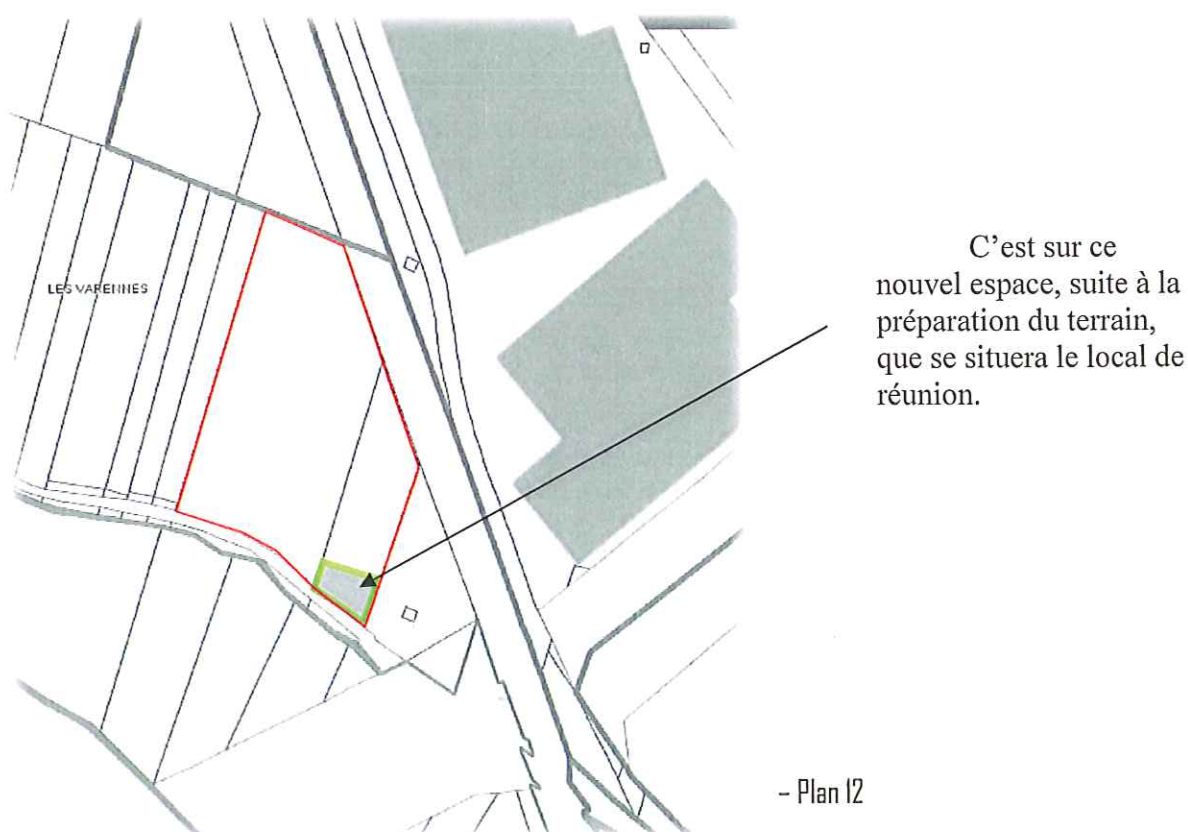 LES VARENNES
C’est sur ce
nouvel espace, suite à la
préparation du terrain,
que se situera le local de
réunion.
– Plan 12